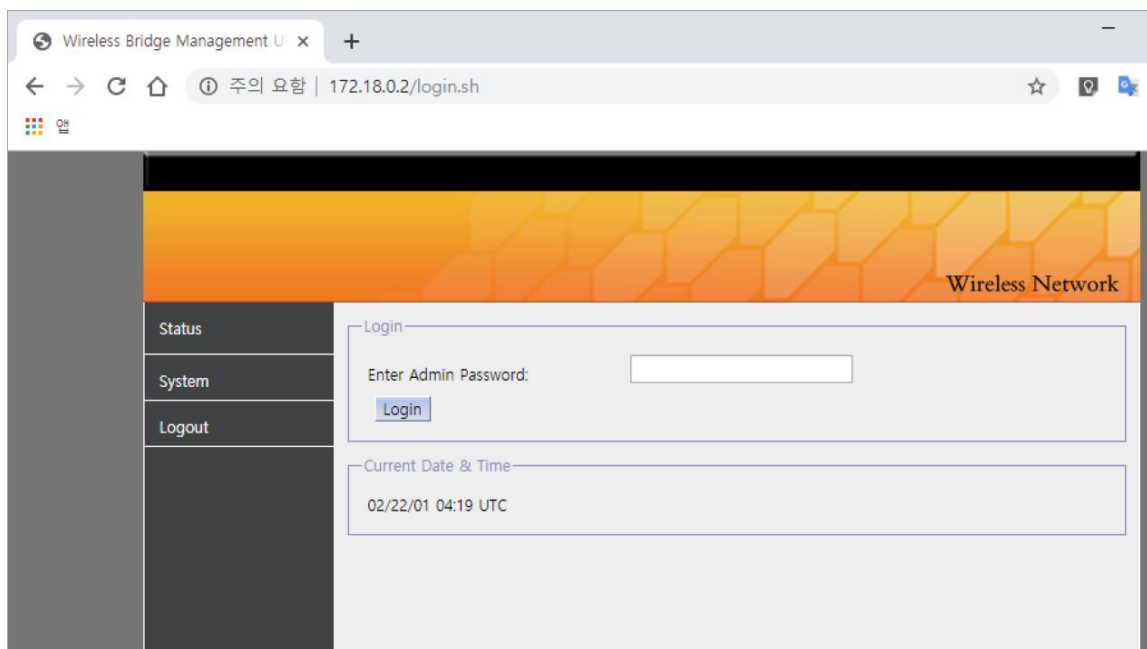 Wireless Bridge Management U
주의 요함 | 172.18.0.2/login.sh
앱
Wireless Network
Status
System
Logout
Login
Enter Admin Password:
Login
Current Date & Time
02/22/01 04:19 UTC